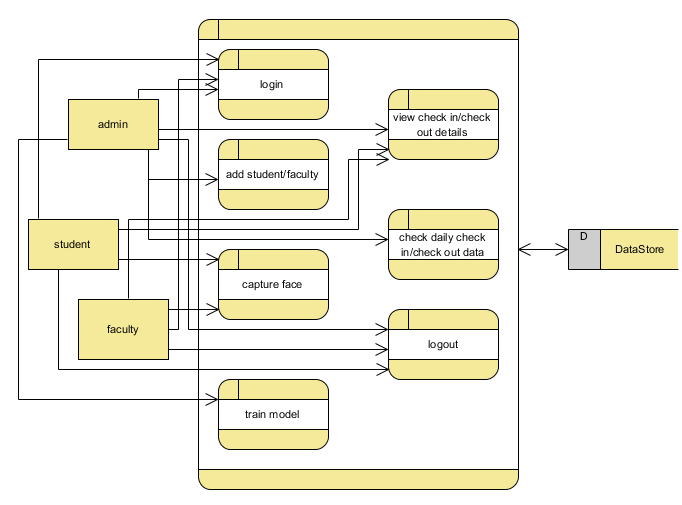 login
admin
view check in/check
out details
add student/faculty
student
check daily check
in/check out data
D
DataStore
capture face
faculty
logout
train model